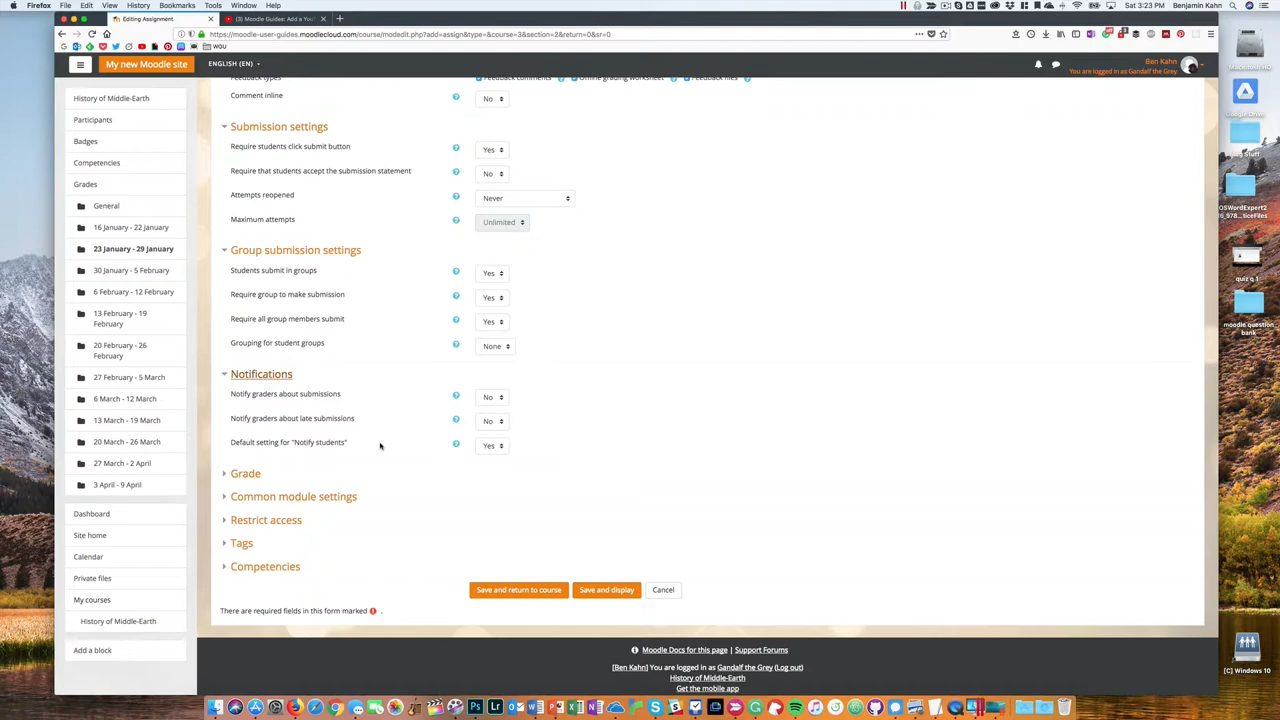 Firefox File Edit View History Bookmarks Tools Window Help
Sat 3:23 PM Benjamin Kahn
Editing Assignment
(3) Moodle Guides: Add a You
https://moodle-user-guides.moodlecloud.com/course/modedit.php?add=assign&type=&course=3&section=2&return=0&sr=0
WOU
My new Moodle site
ENGLISH (EN)
Ben Kahn
You are logged in as Gandalf the Grey
History of Middle-Earth
Participants
Badges
Competencies
Grades
General
16 January - 22 January
23 January - 29 January
30 January - 5 February
6 February - 12 February
13 February - 19
February
20 February - 26
February
27 February - 5 March
6 March - 12 March
13 March - 19 March
20 March - 26 March
27 March - 2 April
3 April - 9 April
Dashboard
Site home
Calendar
Private files
My courses
History of Middle-Earth
Add a block
Feedback types
Feedback comments
Offline grading worksheet
Feedback files
Comment inline
No
Submission settings
Require students click submit button
Yes
Require that students accept the submission statement
No
Attempts reopened
Never
Maximum attempts
Unlimited
Group submission settings
Students submit in groups
Yes
Require group to make submission
Yes
Require all group members submit
Yes
Grouping for student groups
None
Notifications
Notify graders about submissions
No
Notify graders about late submissions
No
Default setting for "Notify students"
Yes
Grade
Common module settings
Restrict access
Tags
Competencies
Save and return to course
Save and display
Cancel
There are required fields in this form marked .
Moodle Docs for this page | Support Forums
[Ben Kahn] You are logged in as Gandalf the Grey (Log out)
History of Middle-Earth
Get the mobile app
Macintosh HD
Google Drive
Stuff
OSWordExpert2
quiz q 1
moodle question
bank
[C] Windows 10